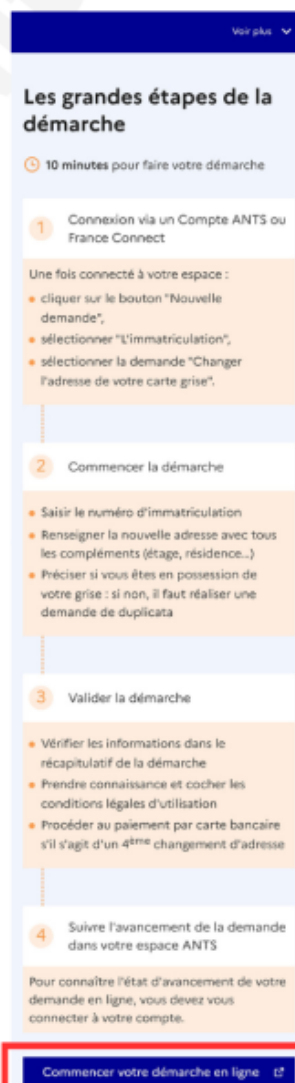 Voir plus
Les grandes étapes de la
démarche
10 minutes pour faire votre démarche
1
Connexion via un Compte ANTS ou
France Connect
Une fois connecté à votre espace :
cliquer sur le bouton "Nouvelle
demande",
sélectionner "L'immatriculation",
sélectionner la demande "Changer
l'adresse de votre carte grise".
2
Commencer la démarche
Saisir le numéro d'immatriculation
Renseigner la nouvelle adresse avec tous
les compléments (étage, résidence...)
Préciser si vous êtes en possession de
votre grise : si non, il faut réaliser une
demande de duplicata
3
Valider la démarche
Vérifier les informations dans le
récapitulatif de la démarche
Prendre connaissance et cocher les
conditions légales d'utilisation
Procéder au paiement par carte bancaire
s'il s'agit d'un 4ème changement d'adresse
4
Suivre l'avancement de la demande
dans votre espace ANTS
Pour connaître l'état d'avancement de votre
demande en ligne, vous devez vous
connecter à votre compte.
Commencer votre démarche en ligne